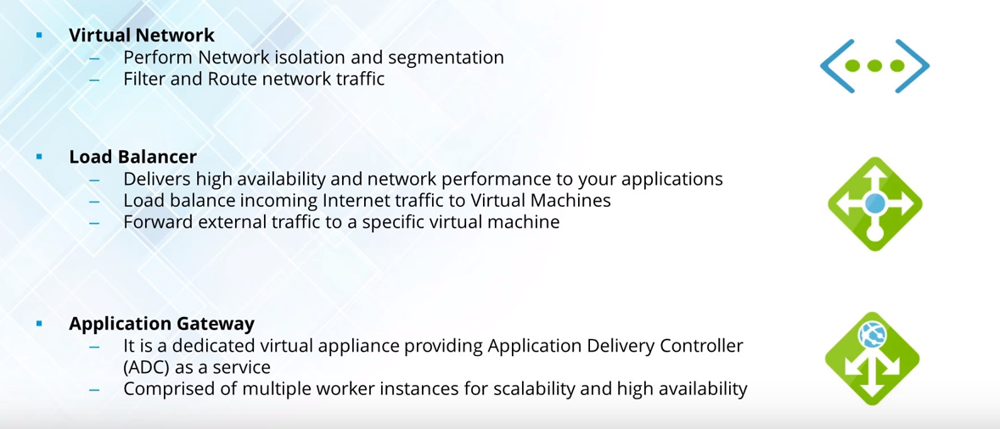 ▪ Virtual Network
– Perform Network isolation and segmentation
– Filter and Route network traffic
▪ Load Balancer
– Delivers high availability and network performance to your applications
– Load balance incoming Internet traffic to Virtual Machines
– Forward external traffic to a specific virtual machine
▪ Application Gateway
– It is a dedicated virtual appliance providing Application Delivery Controller
(ADC) as a service
– Comprised of multiple worker instances for scalability and high availability